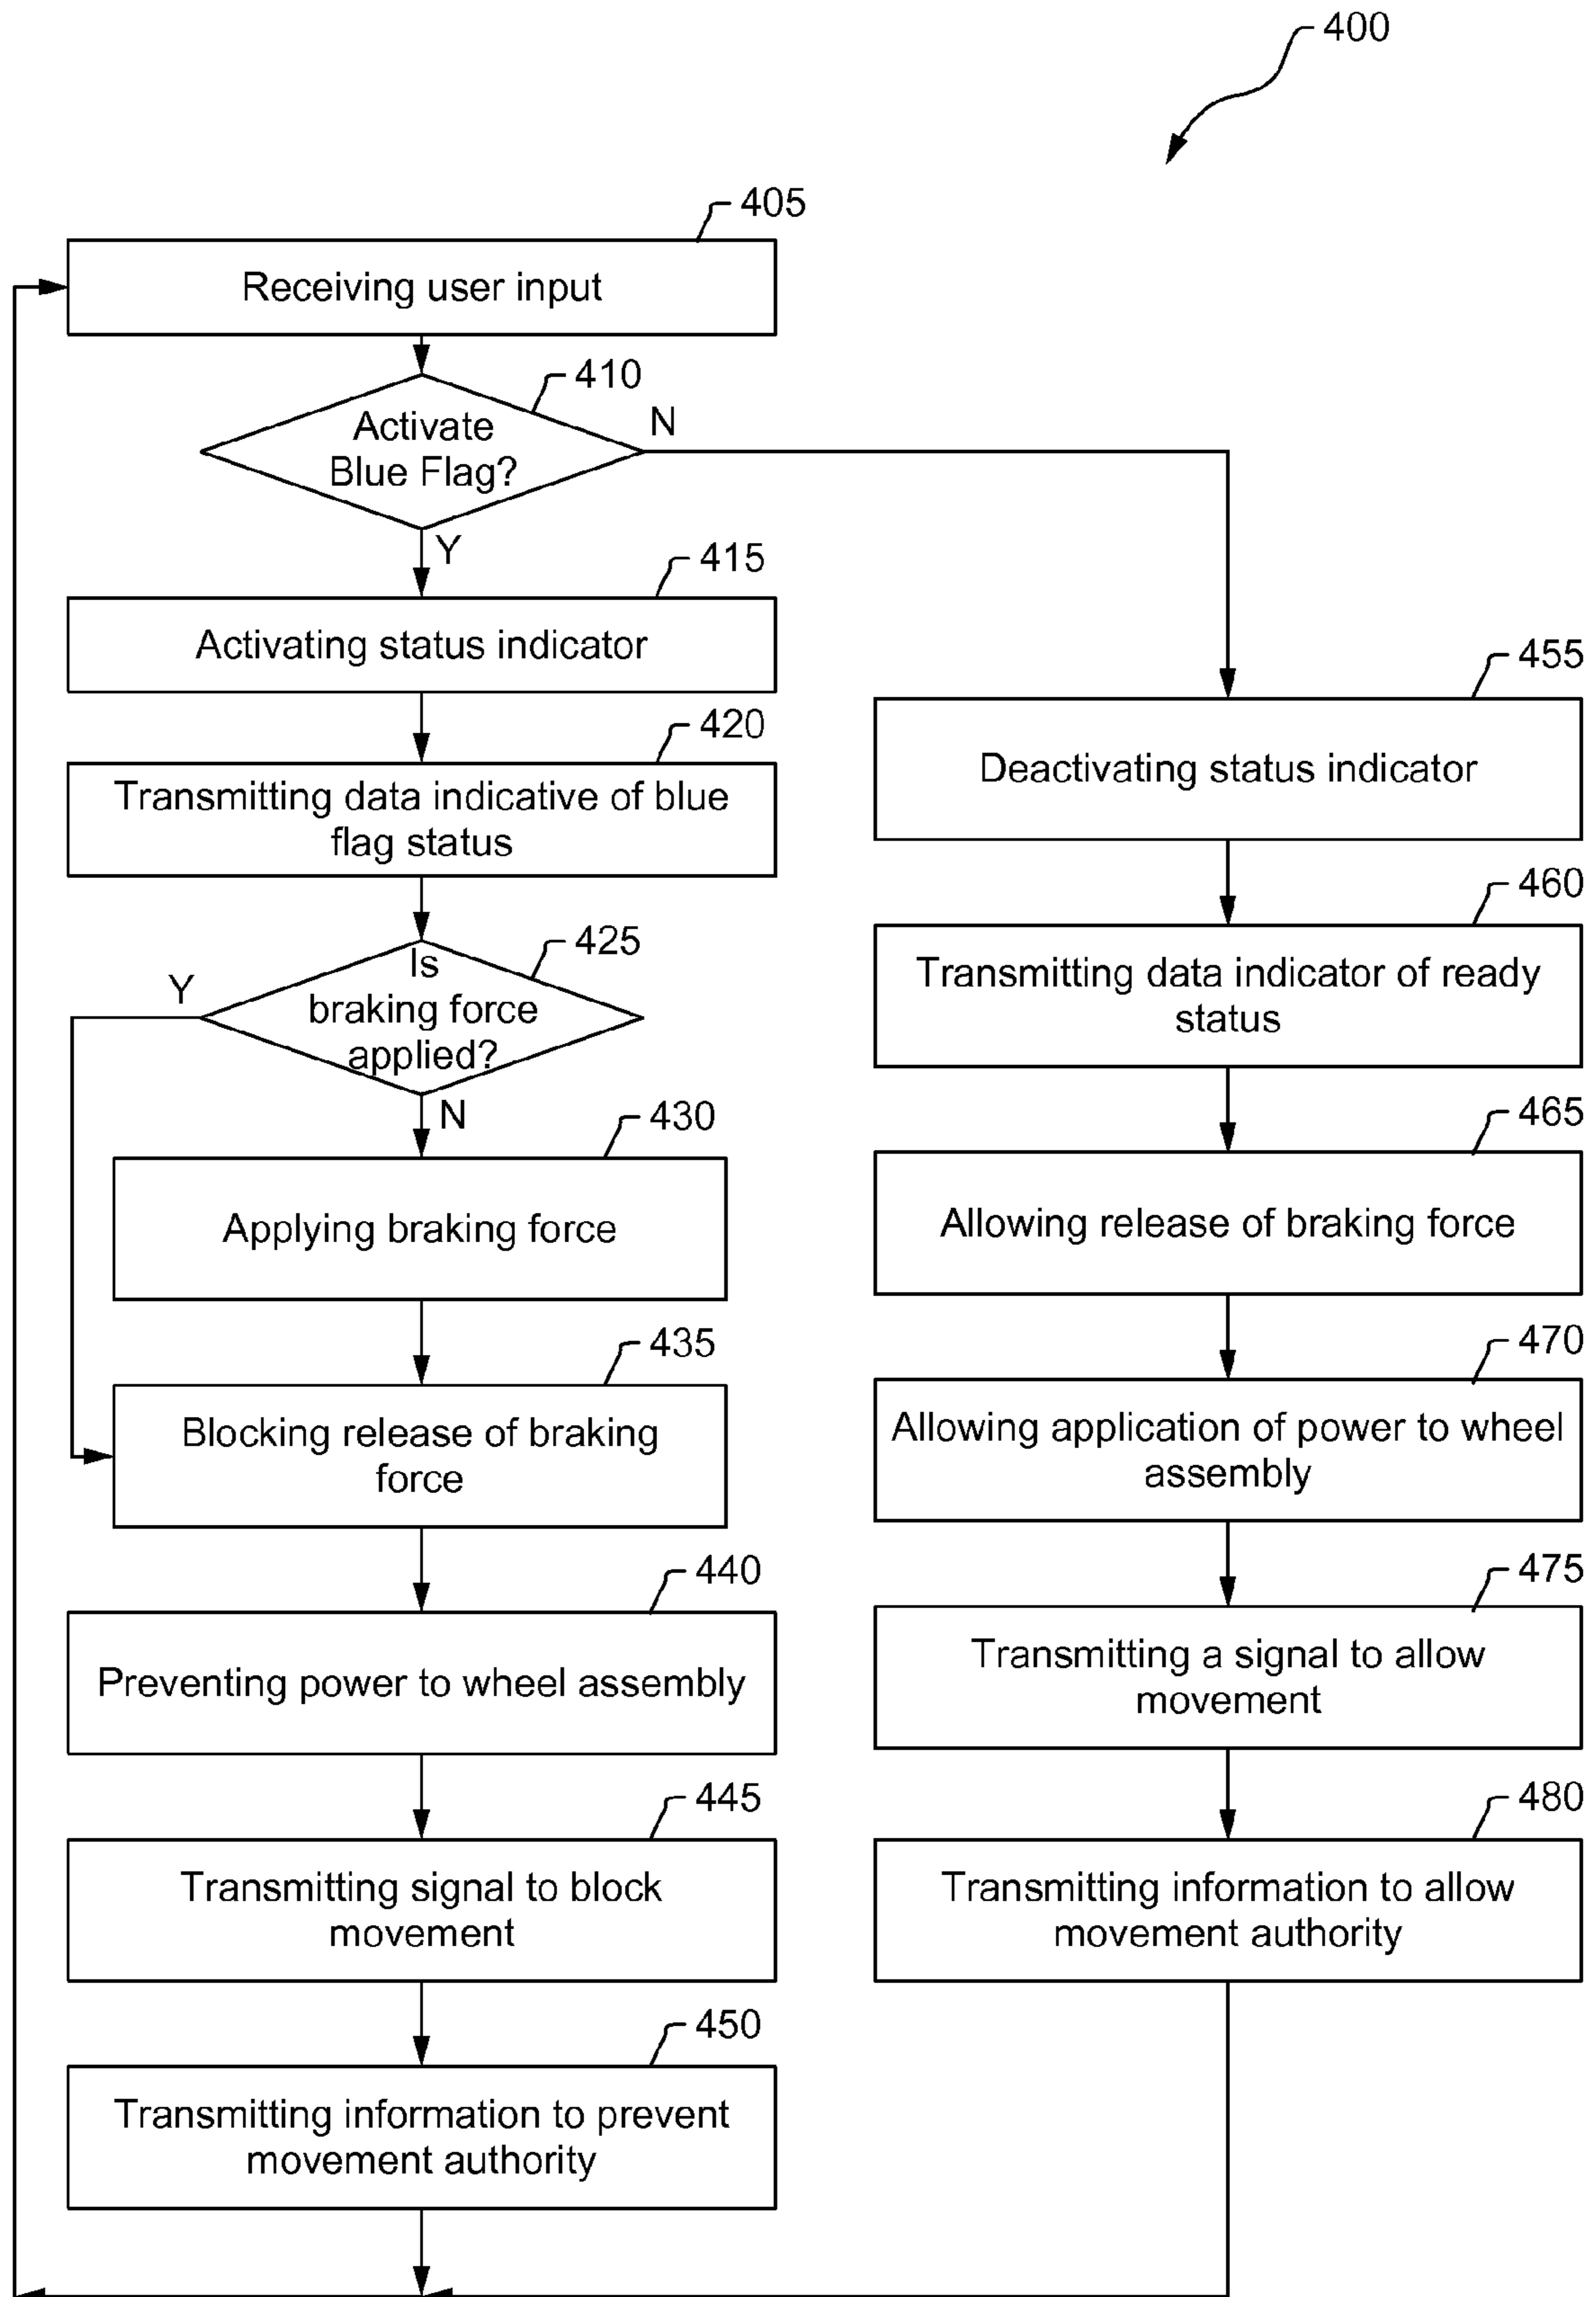 400
405
Receiving user input
410
Activate
Blue Flag?
N
Y
415
Activating status indicator
420
Transmitting data indicative of blue
flag status
425
Is
braking force
applied?
Y
N
430
Applying braking force
435
Blocking release of braking
force
440
Preventing power to wheel assembly
445
Transmitting signal to block
movement
450
Transmitting information to prevent
movement authority
455
Deactivating status indicator
460
Transmitting data indicator of ready
status
465
Allowing release of braking force
470
Allowing application of power to wheel
assembly
475
Transmitting a signal to allow
movement
480
Transmitting information to allow
movement authority